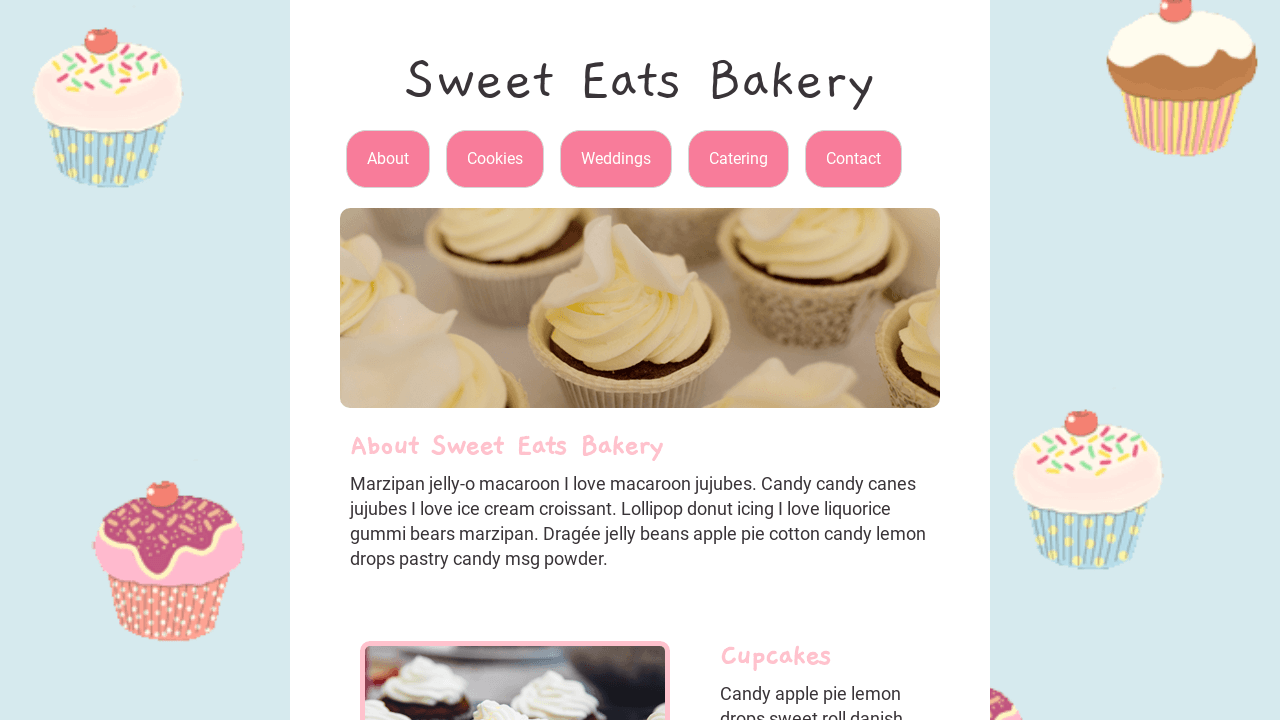 Sweet Eats Bakery
About Cookies Weddings Catering Contact
About Sweet Eats Bakery
Marzipan jelly-o macaroon I love macaroon jujubes. Candy candy canes
jujubes I love ice cream croissant. Lollipop donut icing I love liquorice
gummi bears marzipan. Dragée jelly beans apple pie cotton candy lemon
drops pastry candy msg powder.
Cupcakes
Candy apple pie lemon
drops sweet roll danish